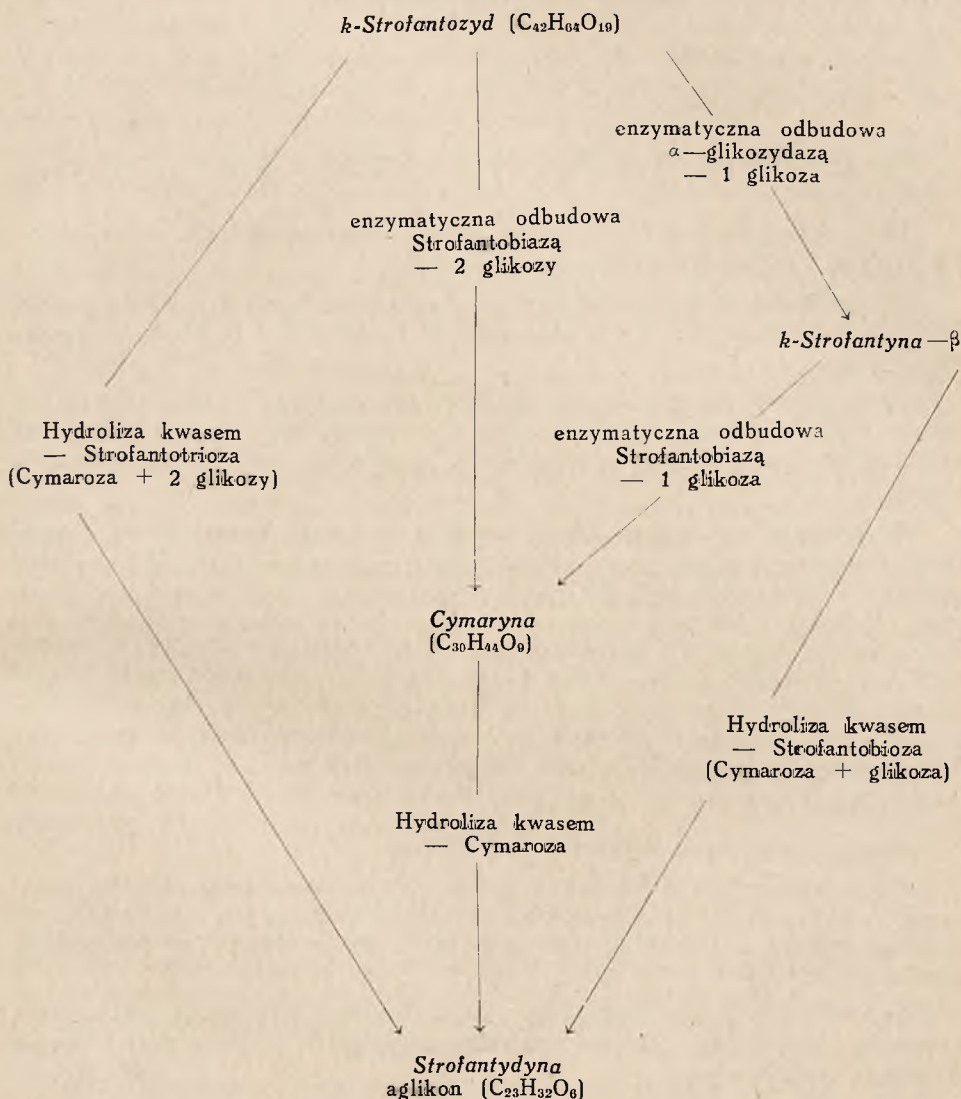 k-Strofantozyd (C₄₂H₆₄O₁₉)
enzymatyczna odbudowa
α—glikozydazą
— 1 glikoza
enzymatyczna odbudowa
Strofantobiazą
— 2 glikozy
k-Strofantyna—β
Hydroliza kwasem
— Strofantotrioza
(Cymaroza + 2 glikozy)
enzymatyczna odbudowa
Strofantobiazą
— 1 glikoza
Cymaryna
(C₃₀H₄₄O₉)
Hydroliza kwasem
— Strofantobioza
(Cymaroza + glikoza)
Hydroliza kwasem
— Cymaroza
Strofantydyna
aglikon (C₂₃H₃₂O₆)